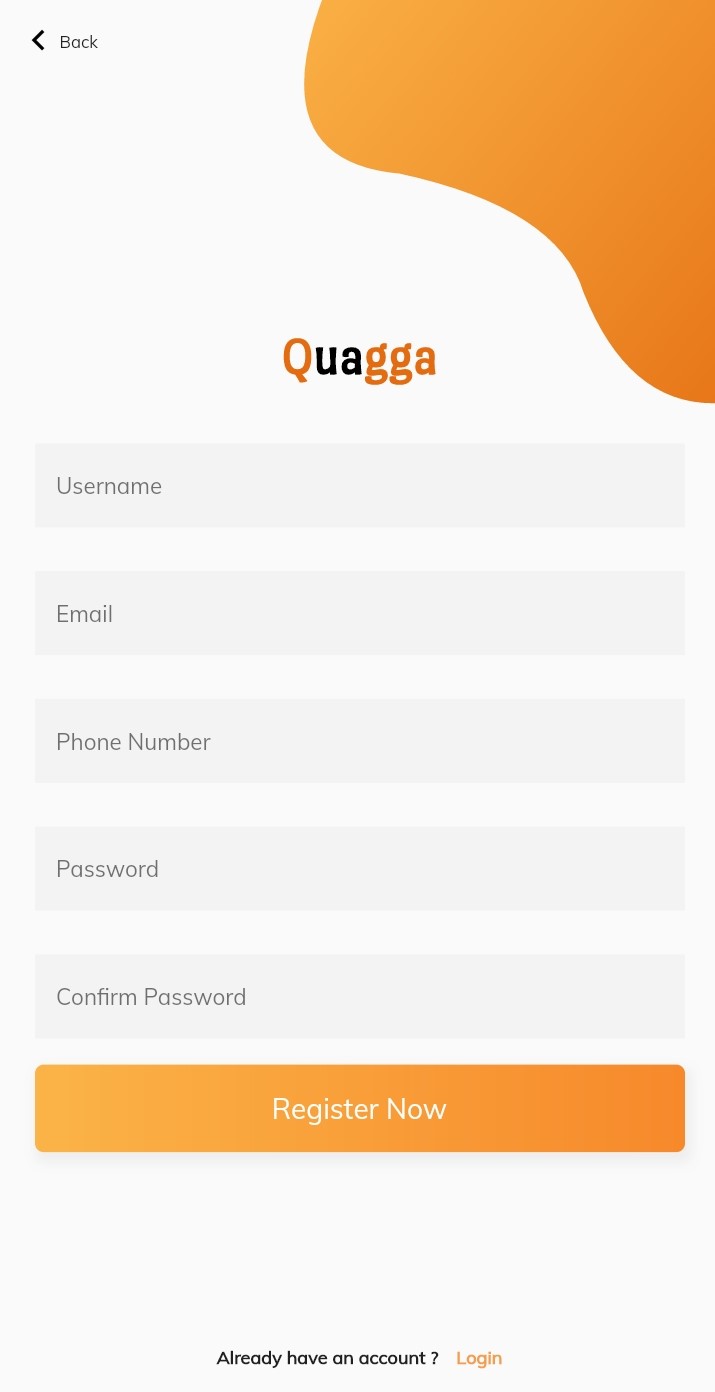 Back
Quagga
Username
Email
Phone Number
Password
Confirm Password
Register Now
Already have an account ? Login